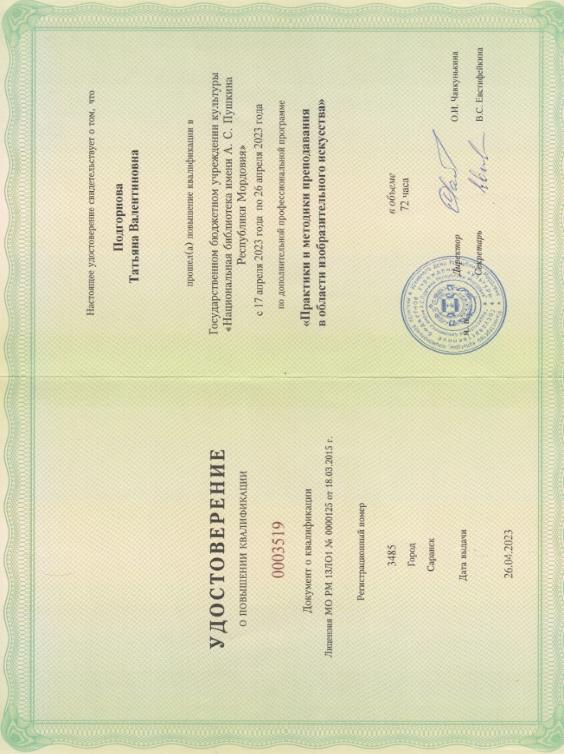 УДОСТОВЕРЕНИЕ
О ПОВЫШЕНИИ КВАЛИФИКАЦИИ
0003519
Документ о квалификации
Лицензия МО РМ 13ЛО1 № 0000125 от 18.03.2015 г.
Регистрационный номер
3485
Город
Саранск
Дата выдачи
26.04.2023
Настоящее удостоверение свидетельствует о том, что
Подгорнова
Татьяна Валентиновна
прошел(а) повышение квалификации в
Государственном бюджетном учреждении культуры
«Национальная библиотека имени А. С. Пушкина
Республики Мордовия»
с 17 апреля 2023 года по 26 апреля 2023 года
по дополнительной профессиональной программе
«Практики и методики преподавания
в области изобразительного искусства»
в объеме
72 часа
Директор О.И. Чавкунькина
Секретарь В.С. Евстифейкина